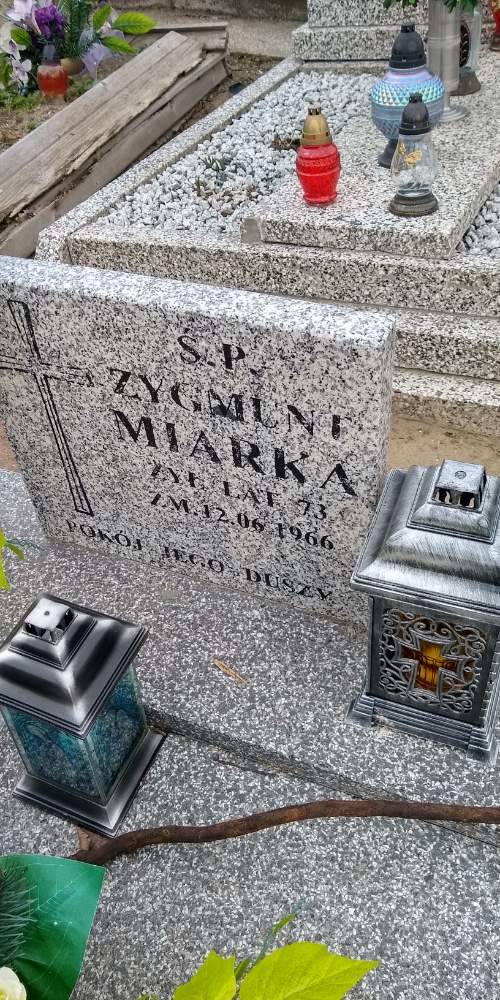 Ś.P.
ZYGMUNT
MIARKA
ŻYŁ LAT 73
ZM.12.06 1966
POKÓJ JEGO DUSZY